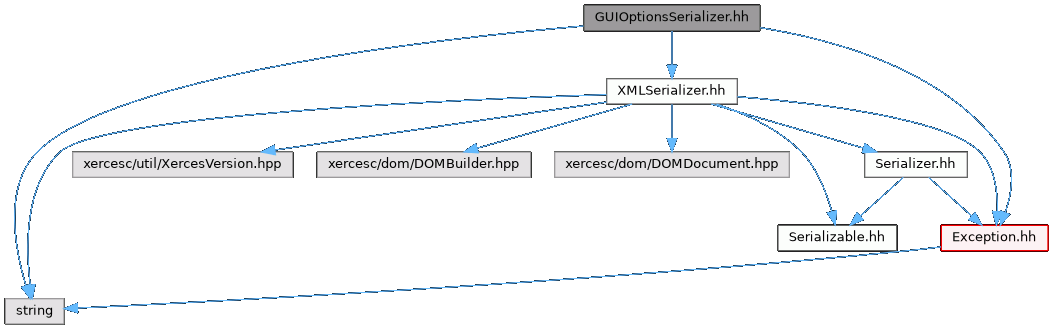 GUIOptionsSerializer.hh
XMLSerializer.hh
xercesc/util/XercesVersion.hpp
xercesc/dom/DOMBuilder.hpp
xercesc/dom/DOMDocument.hpp
Serializer.hh
Serializable.hh
Exception.hh
string